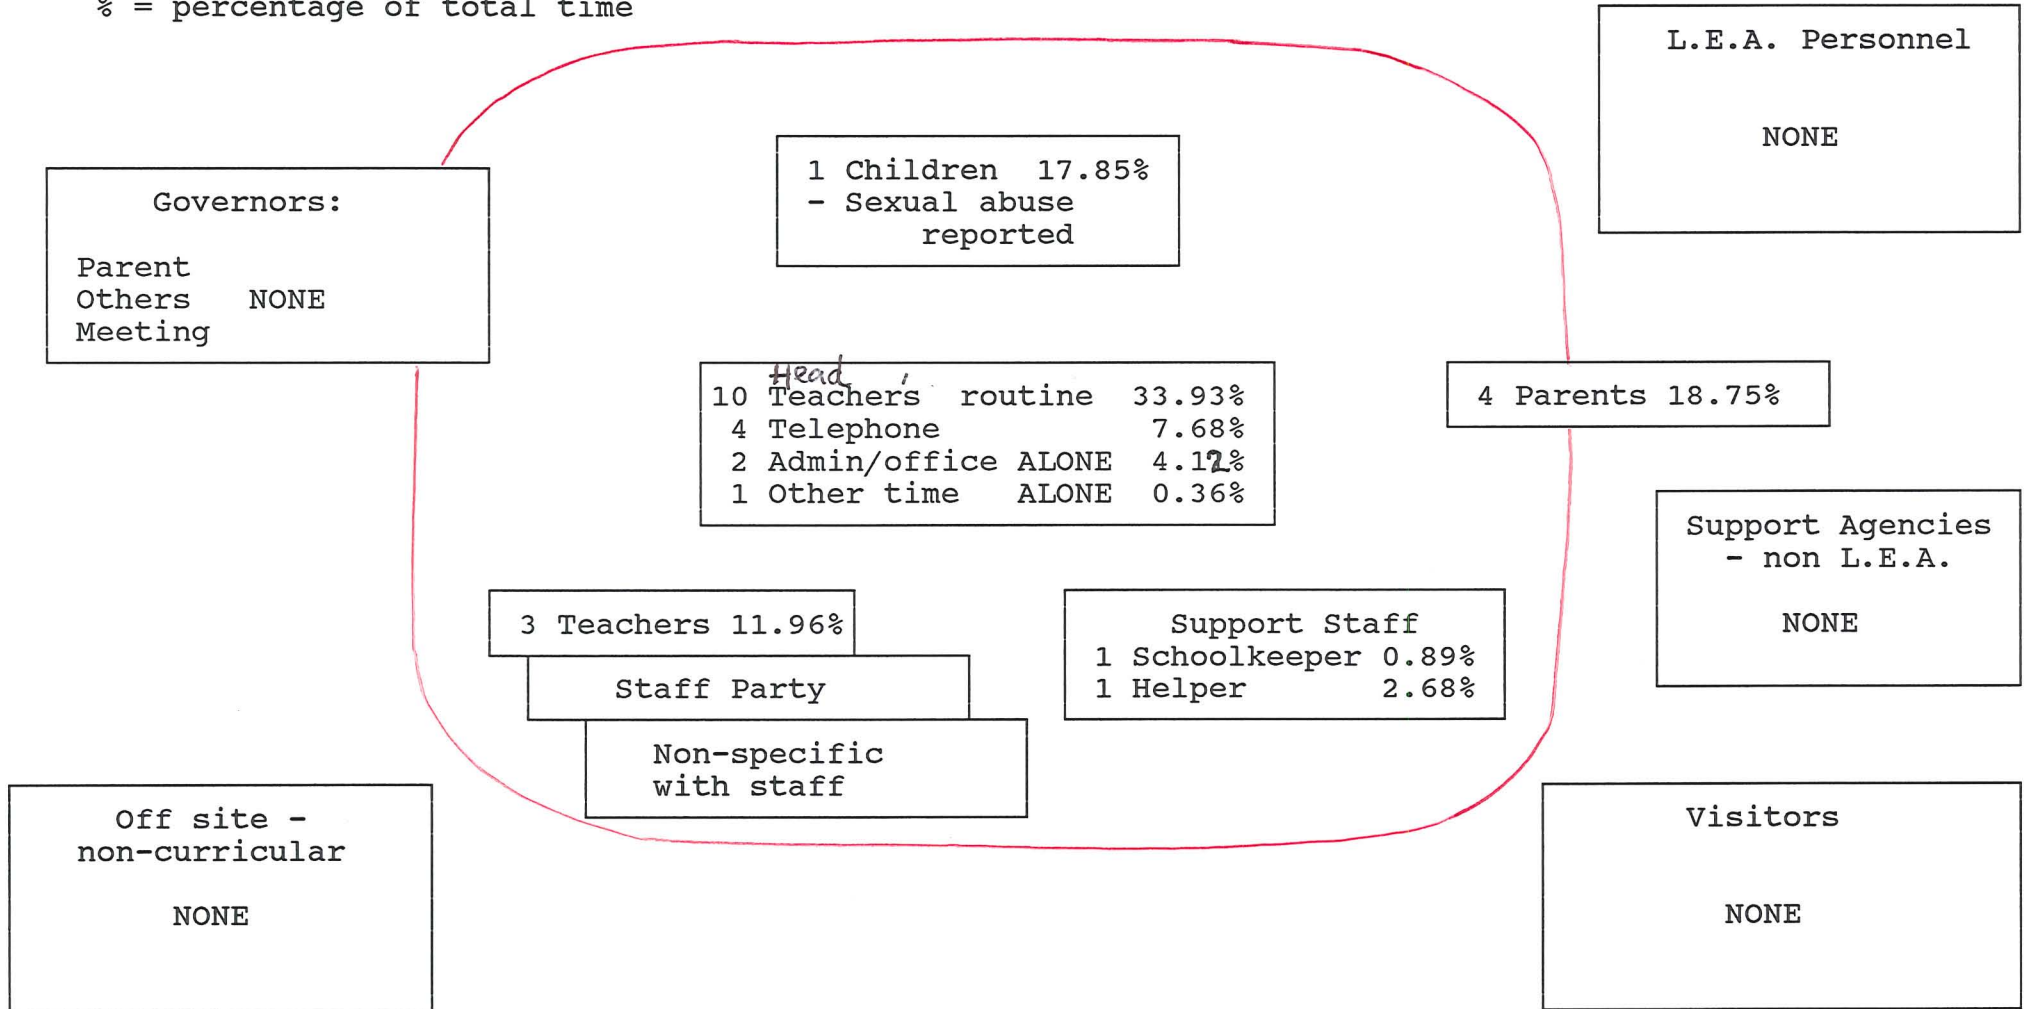 % = percentage of total time
L.E.A. Personnel
NONE
1 Children 17.85%
- Sexual abuse
reported
Governors:
Parent
Others NONE
Meeting
Head '
10 Teachers routine 33.93%
4 Telephone 7.68%
2 Admin/office ALONE 4.12%
1 Other time ALONE 0.36%
4 Parents 18.75%
Support Agencies
- non L.E.A.
NONE
3 Teachers 11.96%
Staff Party
Non-specific
with staff
Support Staff
1 Schoolkeeper 0.89%
1 Helper 2.68%
Off site -
non-curricular
NONE
Visitors
NONE